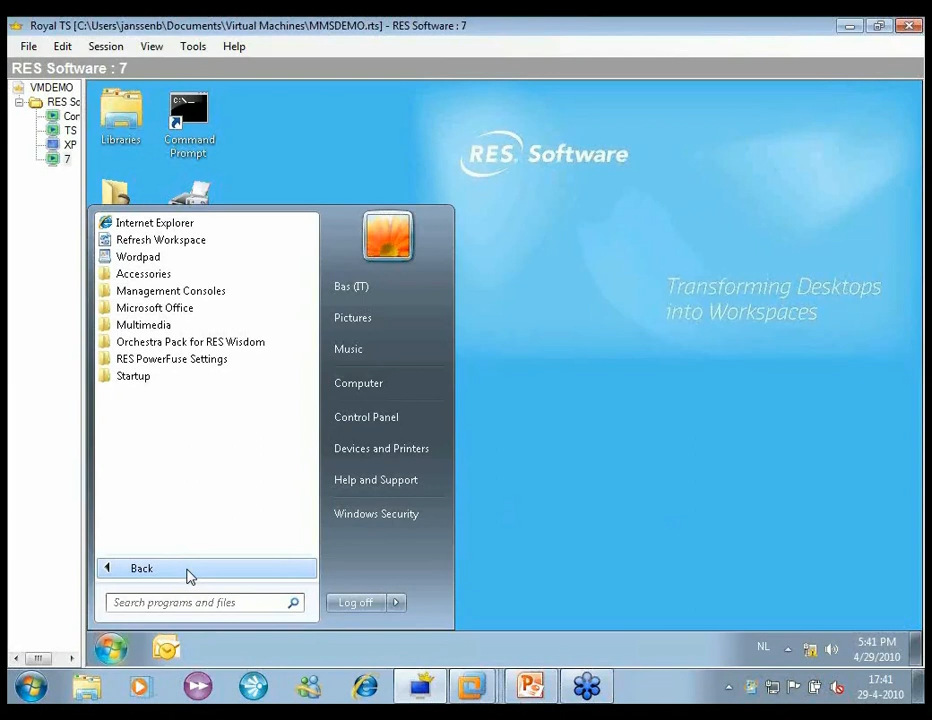 Royal TS [C:\Users\janssenb\Documents\Virtual Machines\MMSDEMO.rts] - RES Software : 7
File Edit Session View Tools Help
RES Software : 7
VMDEMO
RES Sc
Cor
TS
XP
7
Libraries
Command
Prompt
RES Software
Transforming Desktops
into Workspaces
Internet Explorer
Refresh Workspace
Wordpad
Accessories
Management Consoles
Microsoft Office
Multimedia
Orchestra Pack for RES Wisdom
RES PowerFuse Settings
Startup
Back
Search programs and files
Bas (IT)
Pictures
Music
Computer
Control Panel
Devices and Printers
Help and Support
Windows Security
Log off
NL
5:41 PM
4/29/2010
17:41
29-4-2010